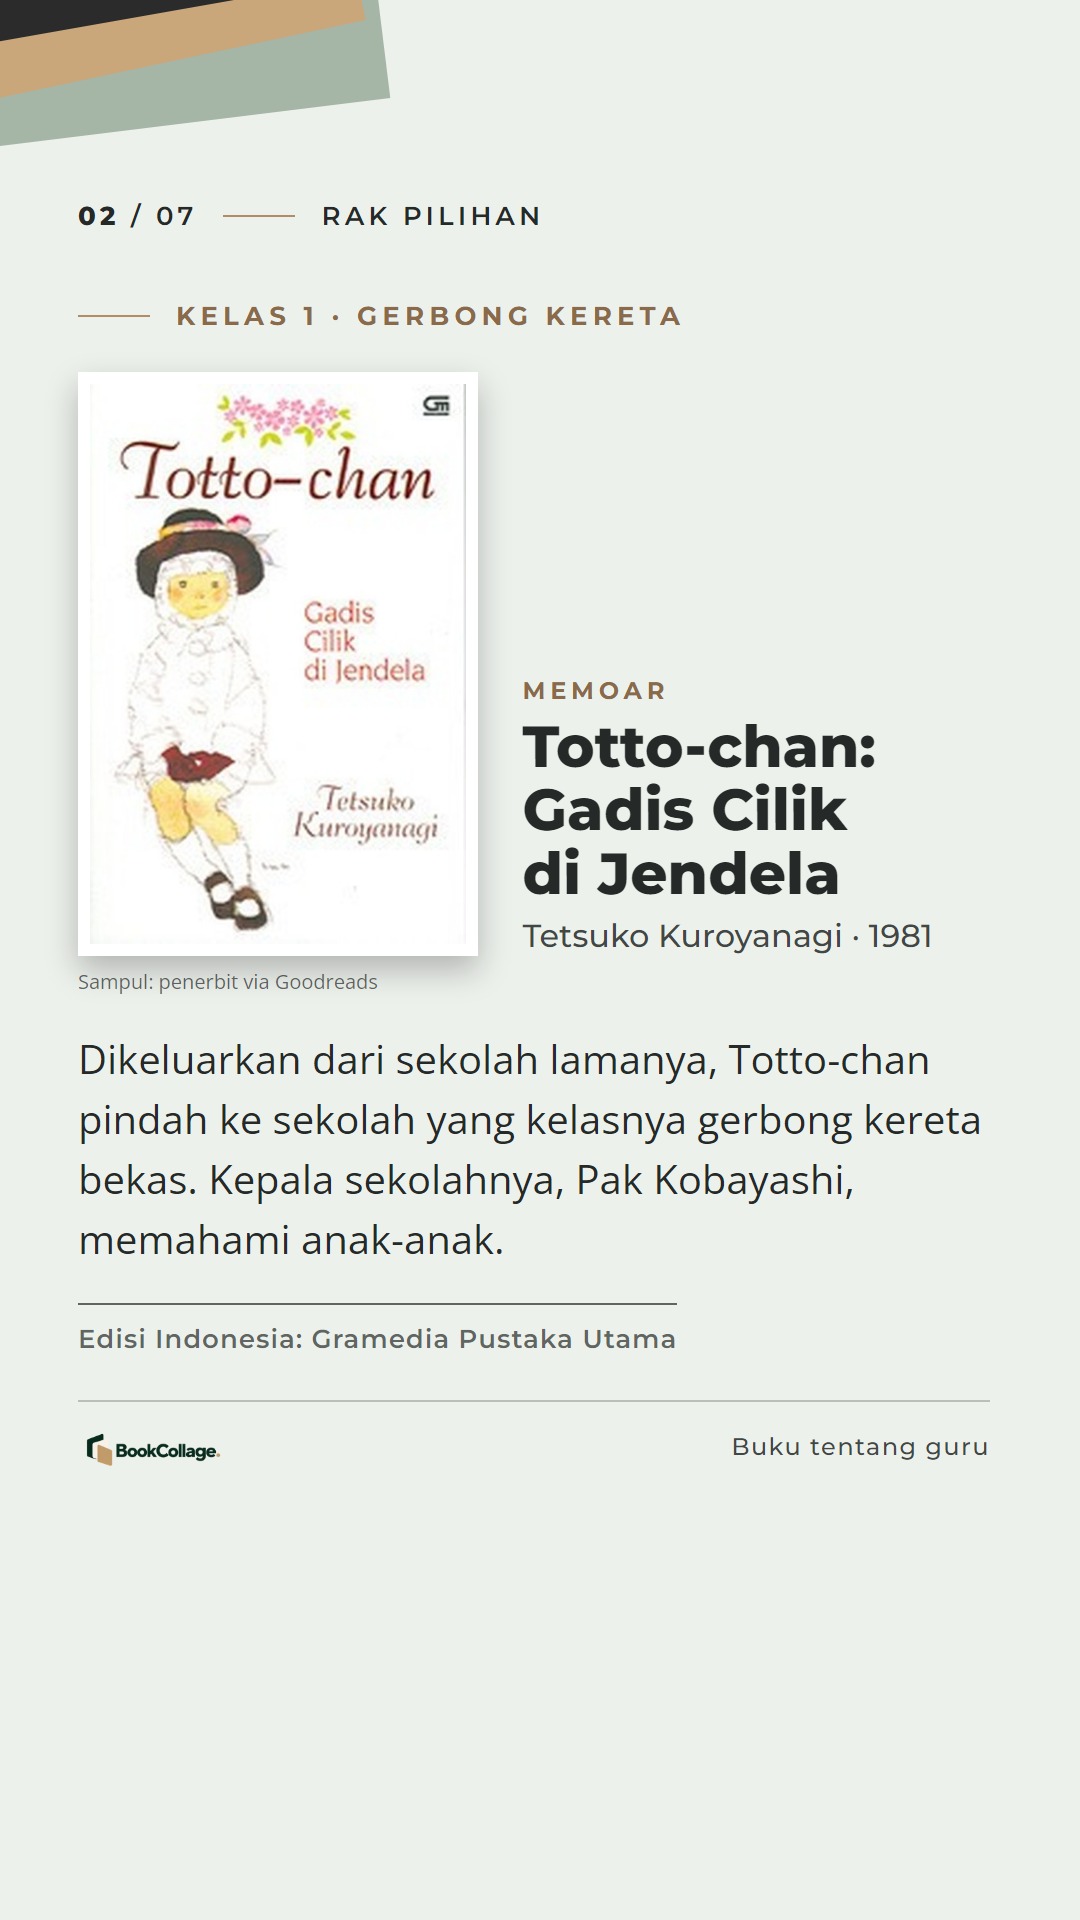 02 / 07 RAK PILIHAN
KELAS 1 · GERBONG KERETA
Totto-chan
Gadis
Cilik
di Jendela
Tetsuko
Kuroyanagi
MEMOAR
Totto-chan:
Gadis Cilik
di Jendela
Tetsuko Kuroyanagi · 1981
Sampul: penerbit via Goodreads
Dikeluarkan dari sekolah lamanya, Totto-chan
pindah ke sekolah yang kelasnya gerbong kereta
bekas. Kepala sekolahnya, Pak Kobayashi,
memahami anak-anak.
Edisi Indonesia: Gramedia Pustaka Utama
BookCollage.
Buku tentang guru